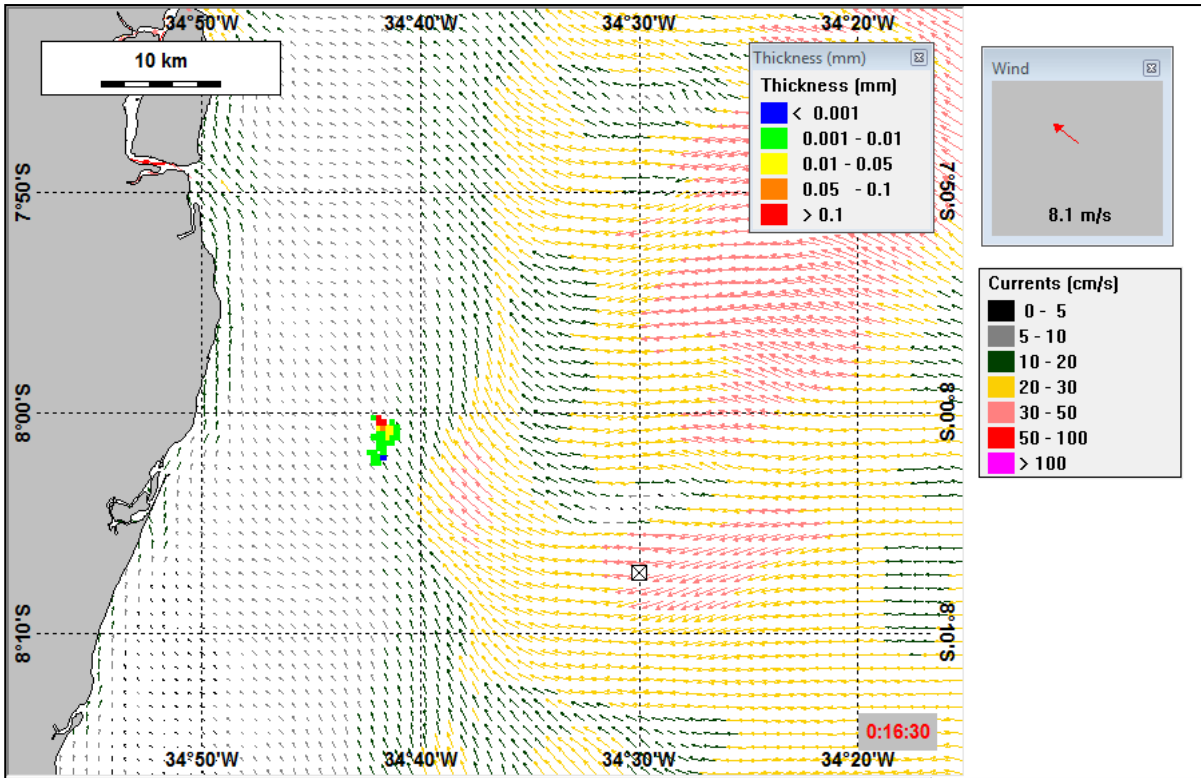 34°50'W 34°40'W 34°30'W 34°20'W
10 km
Thickness (mm)
Thickness (mm)
< 0.001
0.001 - 0.01
0.01 - 0.05
0.05 - 0.1
> 0.1
Wind
8.1 m/s
Currents (cm/s)
0 - 5
5 - 10
10 - 20
20 - 30
30 - 50
50 - 100
> 100
7°50'S 7°50'S
8°00'S 8°00'S
8°10'S 8°10'S
0:16:30
34°50'W 34°40'W 34°30'W 34°20'W